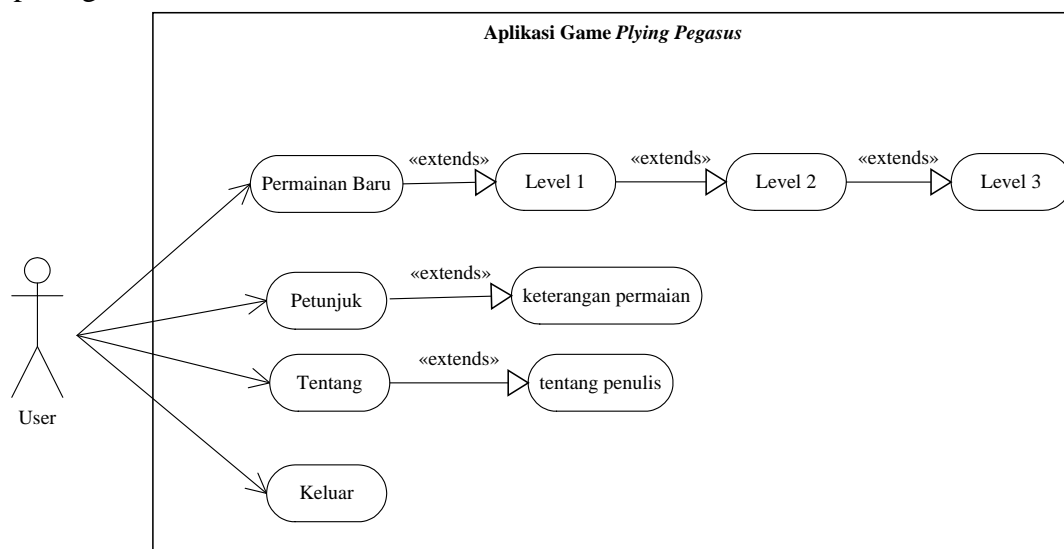 Aplikasi Game Plying Pegasus
«extends»
«extends»
«extends»
Permainan Baru
Level 1
Level 2
Level 3
«extends»
Petunjuk
keterangan permaian
«extends»
Tentang
tentang penulis
User
Keluar